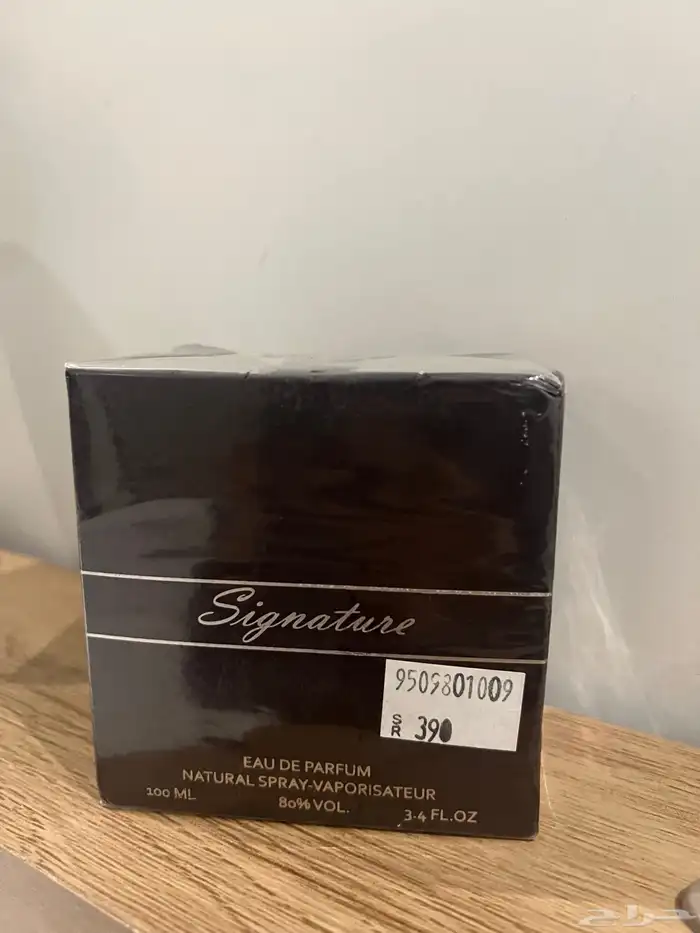 Signature
9509801009
SR 390
EAU DE PARFUM
NATURAL SPRAY-VAPORISATEUR
100 ML 80% VOL. 3.4 FL.OZ
حراج